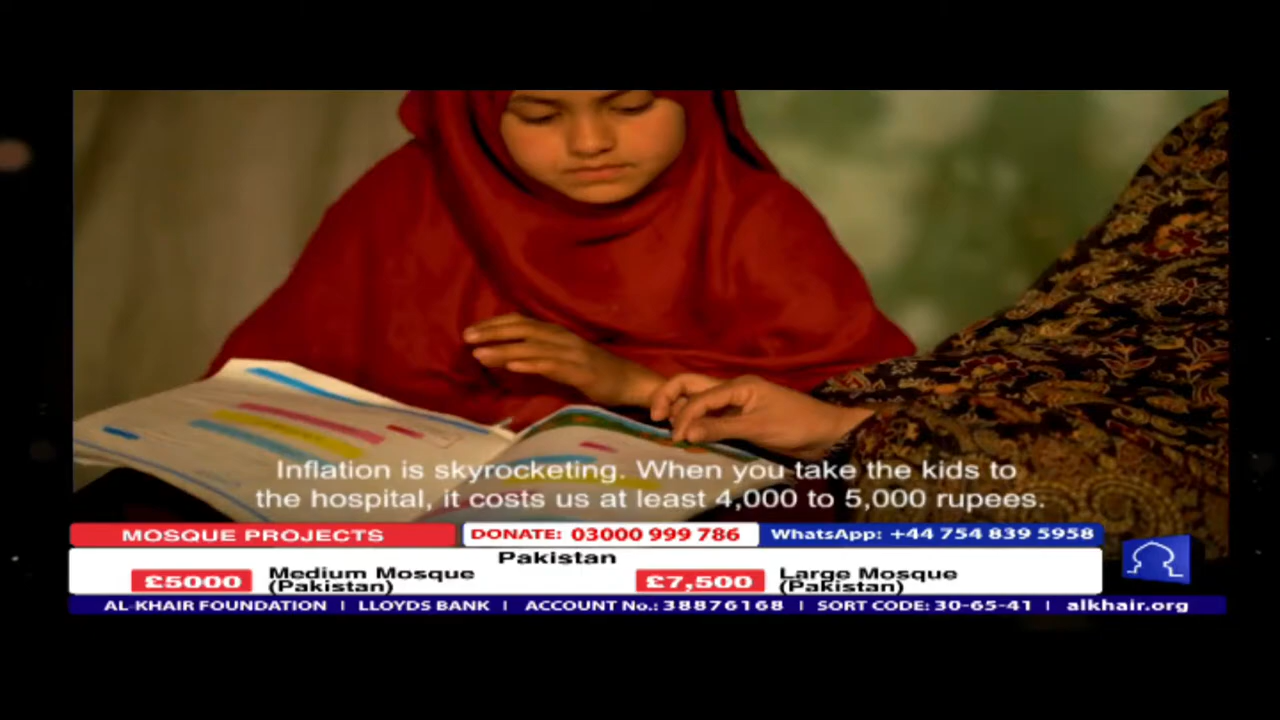 Inflation is skyrocketing. When you take the kids to
the hospital, it costs us at least 4,000 to 5,000 rupees.
MOSQUE PROJECTS
DONATE: 03000 999 786
WhatsApp: +44 754 839 5958
Pakistan
£5000
Medium Mosque
(Pakistan)
£7,500
Large Mosque
(Pakistan)
AL-KHAIR FOUNDATION | LLOYDS BANK | ACCOUNT No.: 38876168 | SORT CODE: 30-65-41 | alkhair.org